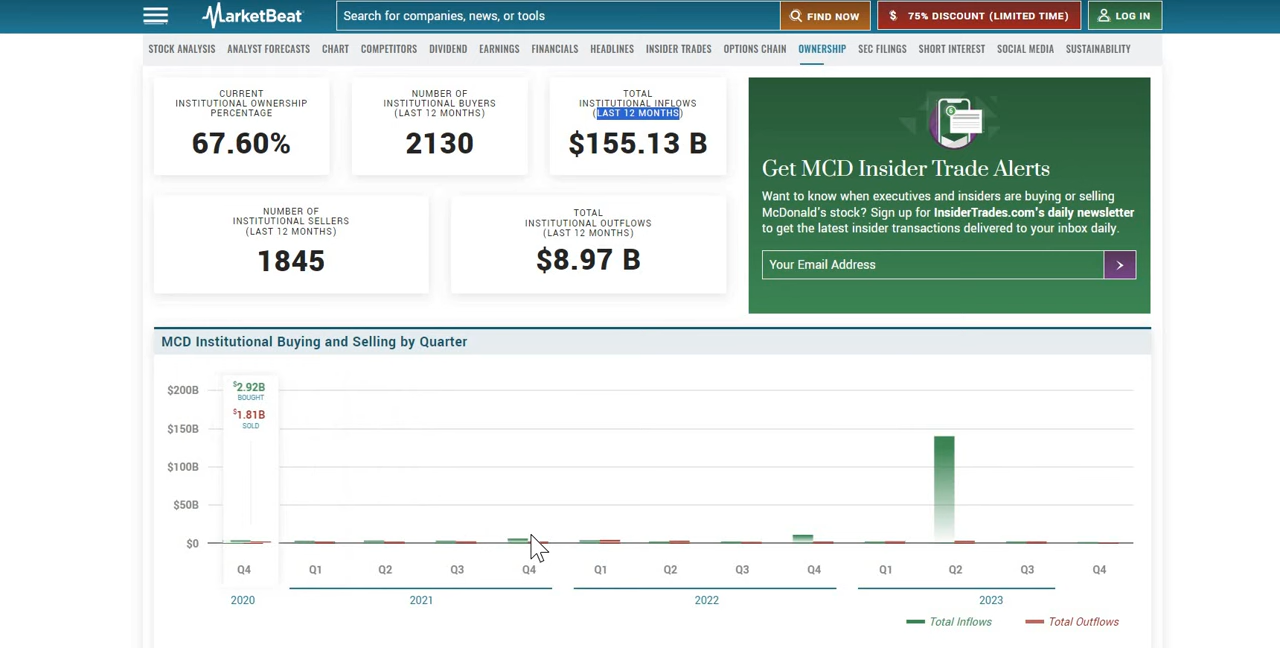 MarketBeat
Search for companies, news, or tools
FIND NOW
$ 75% DISCOUNT (LIMITED TIME)
LOG IN
STOCK ANALYSIS ANALYST FORECASTS CHART COMPETITORS DIVIDEND EARNINGS FINANCIALS HEADLINES INSIDER TRADES OPTIONS CHAIN OWNERSHIP SEC FILINGS SHORT INTEREST SOCIAL MEDIA SUSTAINABILITY
CURRENT
INSTITUTIONAL OWNERSHIP
PERCENTAGE
67.60%
NUMBER OF
INSTITUTIONAL BUYERS
(LAST 12 MONTHS)
2130
TOTAL
INSTITUTIONAL INFLOWS
(LAST 12 MONTHS)
$155.13 B
NUMBER OF
INSTITUTIONAL SELLERS
(LAST 12 MONTHS)
1845
TOTAL
INSTITUTIONAL OUTFLOWS
(LAST 12 MONTHS)
$8.97 B
Get MCD Insider Trade Alerts
Want to know when executives and insiders are buying or selling
McDonald's stock? Sign up for InsiderTrades.com's daily newsletter
to get the latest insider transactions delivered to your inbox daily.
Your Email Address
MCD Institutional Buying and Selling by Quarter
$200B
$150B
$100B
$50B
$0
$2.92B
BOUGHT
$1.81B
SOLD
Q4 Q1 Q2 Q3 Q4 Q1 Q2 Q3 Q4 Q1 Q2 Q3 Q4
2020 2021 2022 2023
Total Inflows Total Outflows